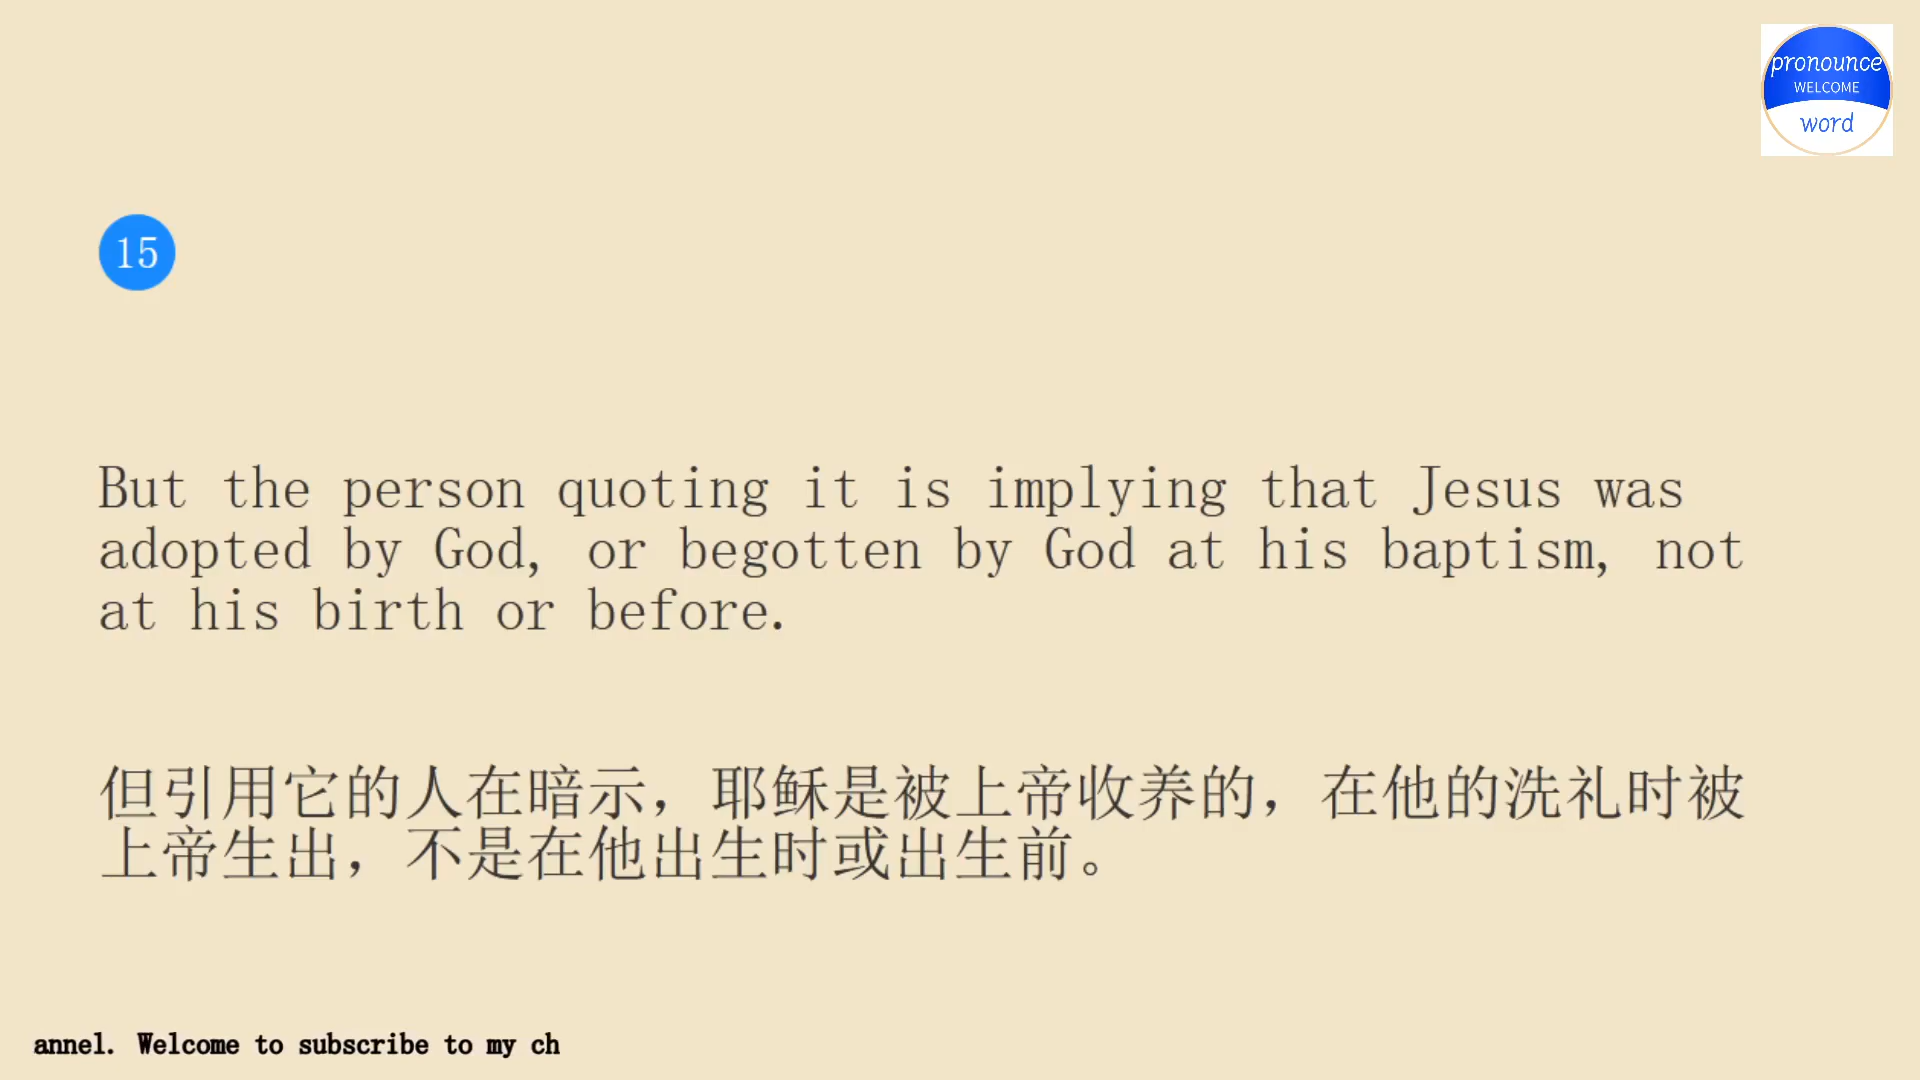 pronounce
WELCOME
word
15
But the person quoting it is implying that Jesus was
adopted by God, or begotten by God at his baptism, not
at his birth or before.
但引用它的人在暗示，耶稣是被上帝收养的，在他的洗礼时被
上帝生出，不是在他出生时或出生前。
annel. Welcome to subscribe to my ch